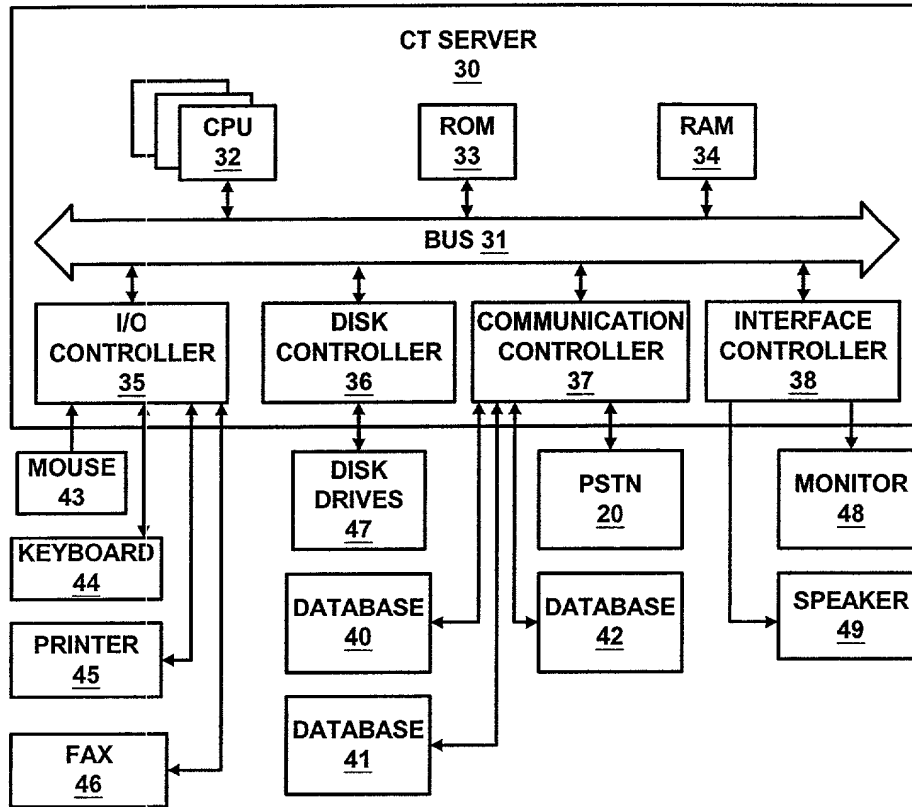 CT SERVER
30
CPU
32
ROM
33
RAM
34
BUS 31
I/O
CONTROLLER
35
DISK
CONTROLLER
36
COMMUNICATION
CONTROLLER
37
INTERFACE
CONTROLLER
38
MOUSE
43
DISK
DRIVES
47
PSTN
20
MONITOR
48
KEYBOARD
44
DATABASE
40
DATABASE
42
SPEAKER
49
PRINTER
45
DATABASE
41
FAX
46